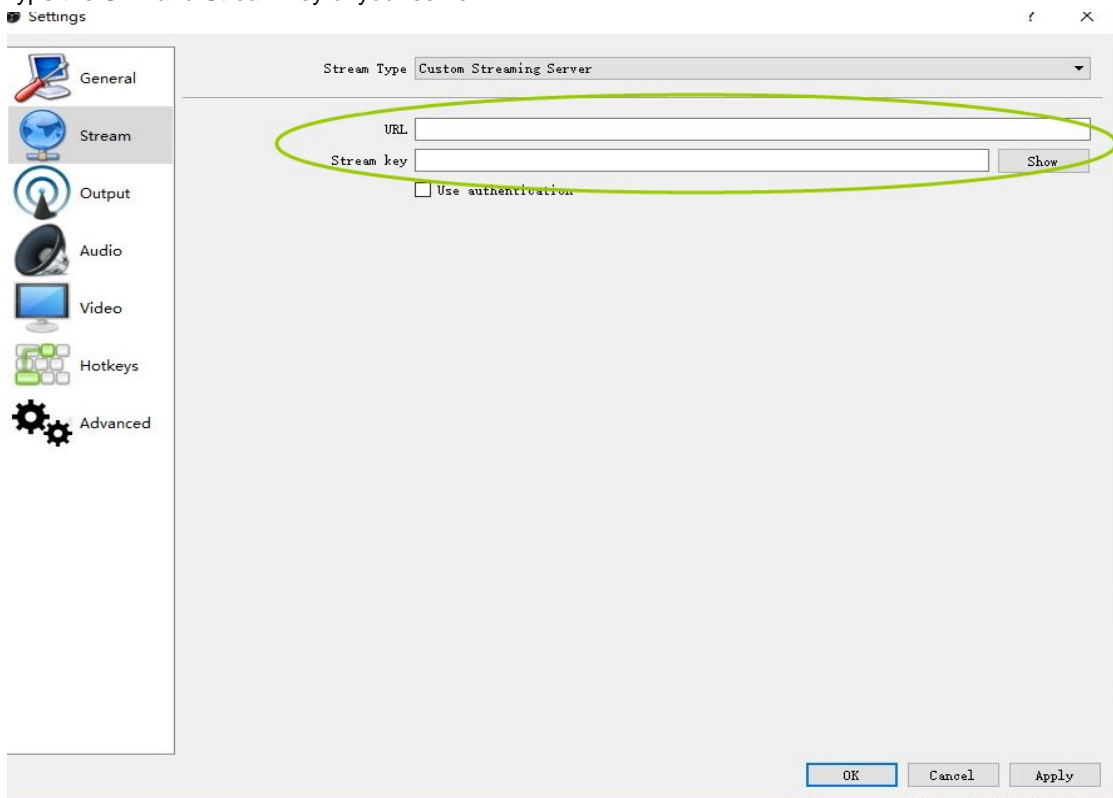 Settings
General
Stream
Output
Audio
Video
Hotkeys
Advanced
Stream Type Custom Streaming Server
URL
Stream key Show
Use authentication
OK Cancel Apply